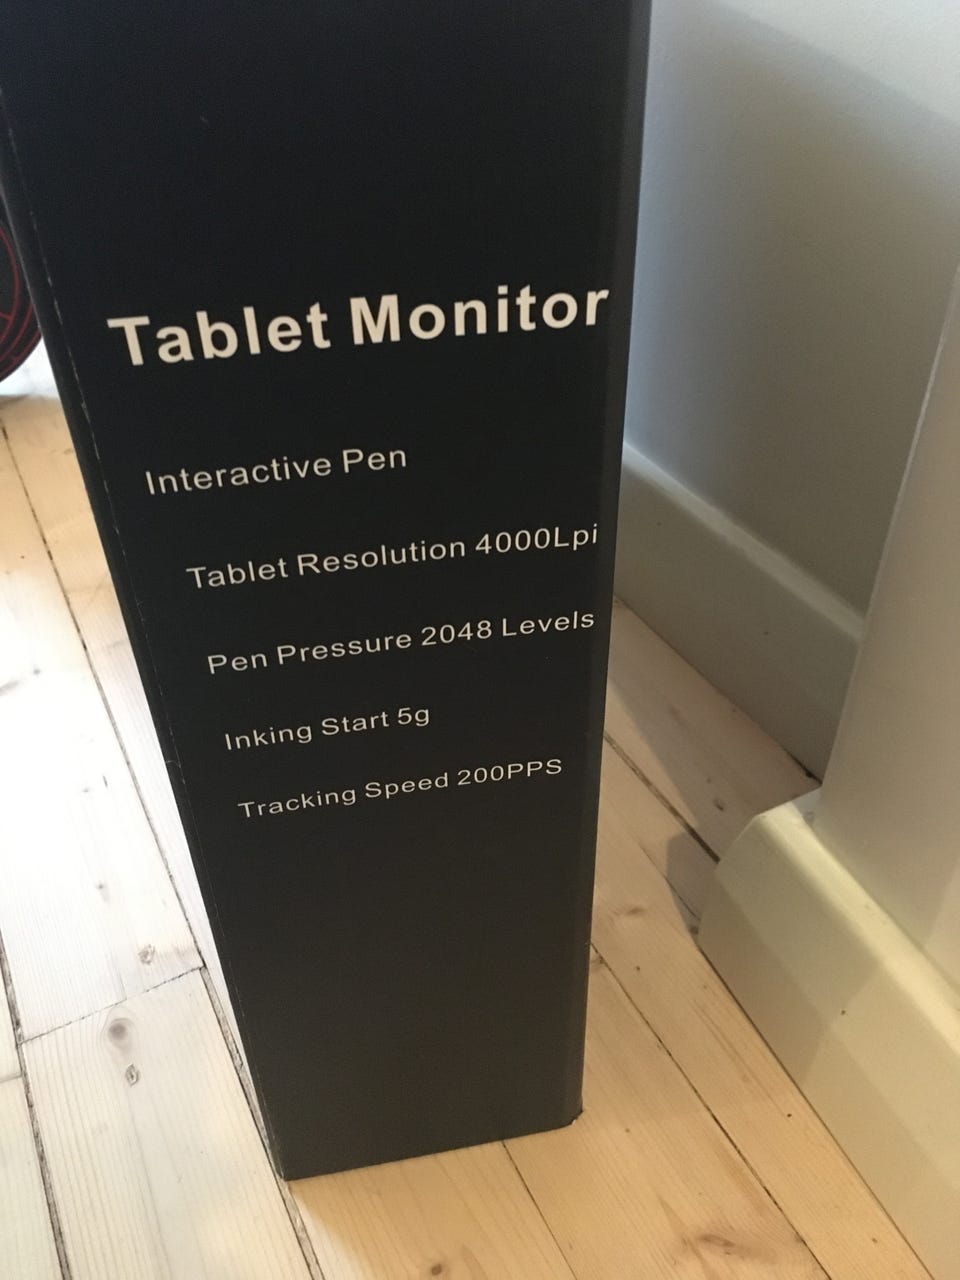 Tablet Monitor
Interactive Pen
Tablet Resolution 4000Lpi
Pen Pressure 2048 Levels
Inking Start 5g
Tracking Speed 200PPS